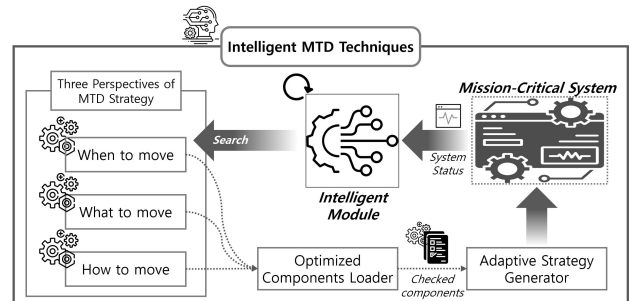 Intelligent MTD Techniques
Three Perspectives of
MTD Strategy
When to move
What to move
How to move
Search
Intelligent
Module
System
Status
Mission-Critical System
Optimized
Components Loader
Checked
components
Adaptive Strategy
Generator